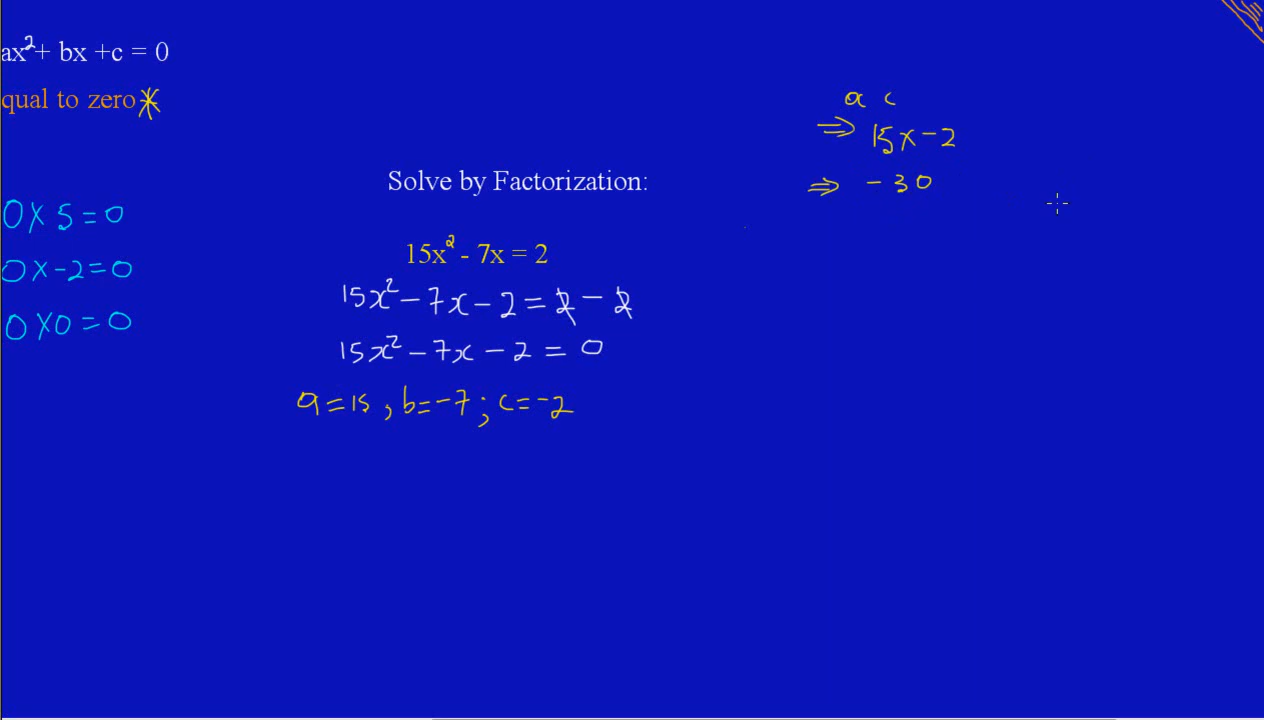 ax² + bx +c = 0
qual to zero*
0 × 5 = 0
0 × -2 = 0
0 × 0 = 0
Solve by Factorization:
15x² - 7x = 2
15x² - 7x - 2 = 2 - 2
15x² - 7x - 2 = 0
a = 15 , b = -7 ; c = -2
a c
⇒ 15 x -2
⇒ -30